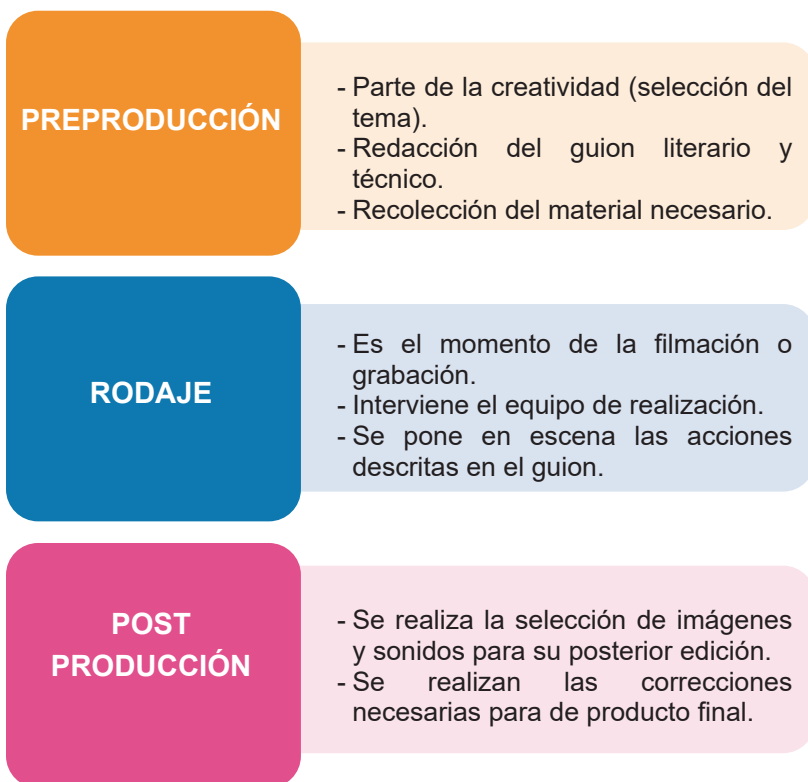 PREPRODUCCIÓN
- Parte de la creatividad (selección del
tema).
- Redacción del guion literario y
técnico.
- Recolección del material necesario.
RODAJE
- Es el momento de la filmación o
grabación.
- Interviene el equipo de realización.
- Se pone en escena las acciones
descritas en el guion.
POST
PRODUCCIÓN
- Se realiza la selección de imágenes
y sonidos para su posterior edición.
- Se realizan las correcciones
necesarias para de producto final.